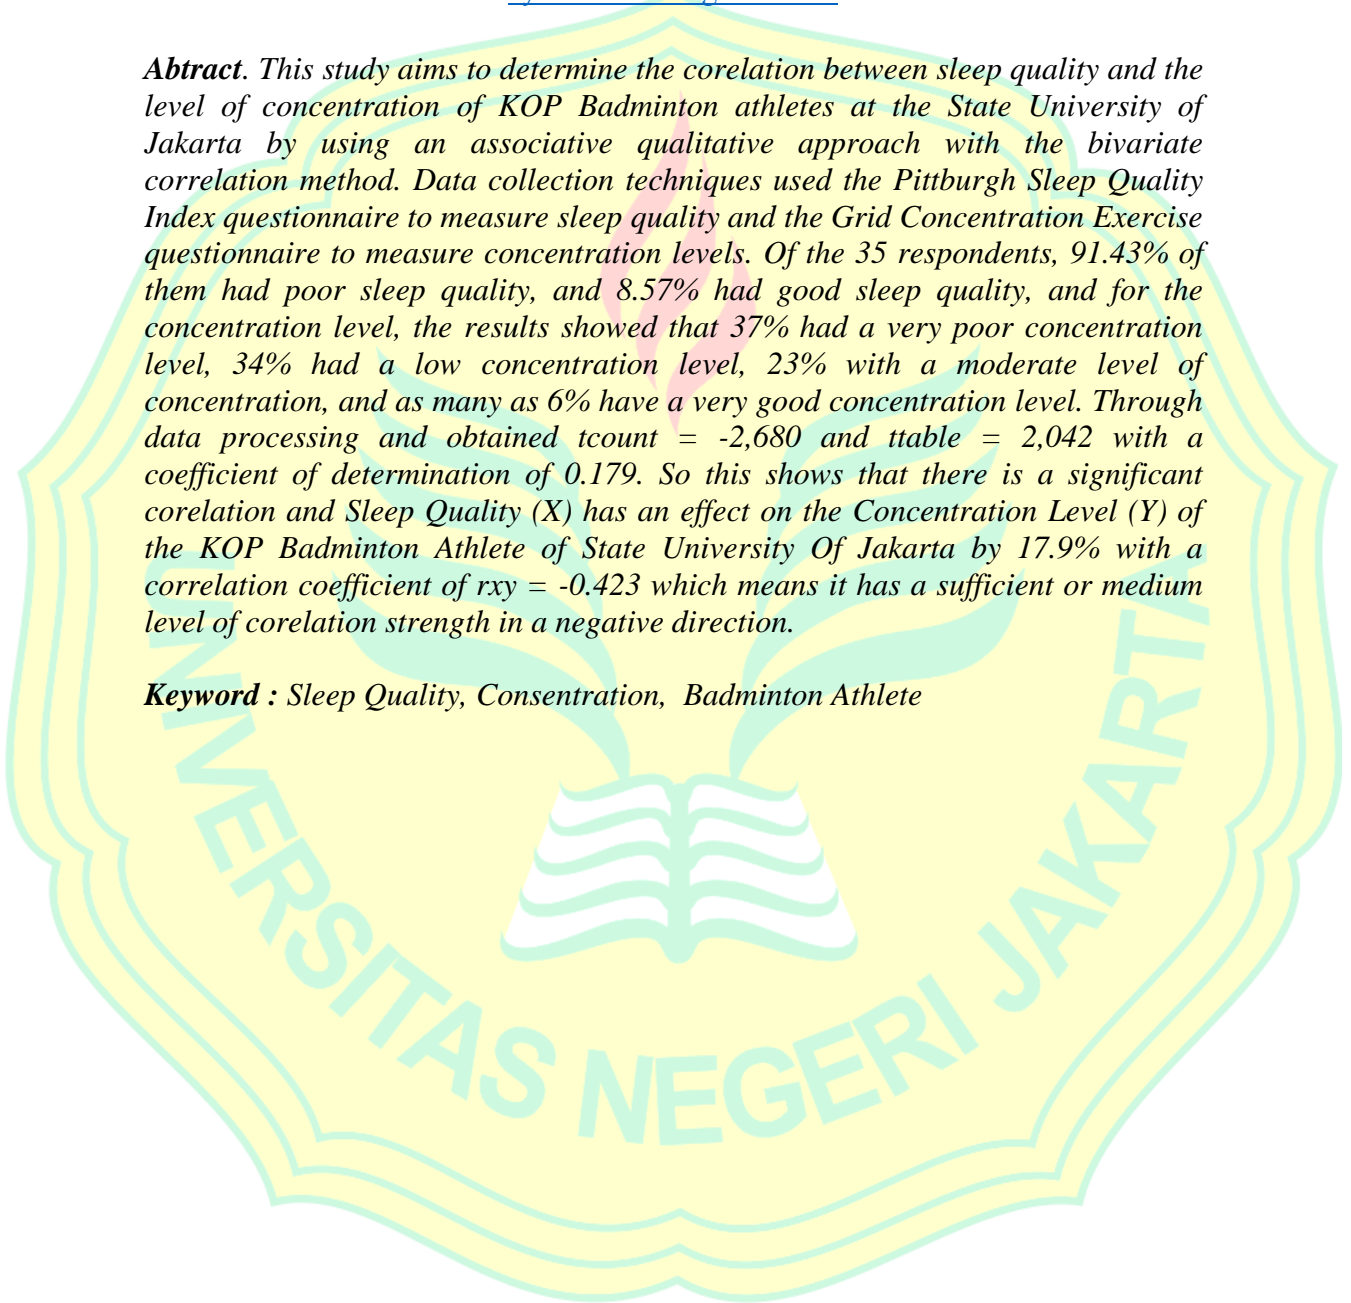 Abtract. This study aims to determine the corelation between sleep quality and the
level of concentration of KOP Badminton athletes at the State University of
Jakarta by using an associative qualitative approach with the bivariate
correlation method. Data collection techniques used the Pittburgh Sleep Quality
Index questionnaire to measure sleep quality and the Grid Concentration Exercise
questionnaire to measure concentration levels. Of the 35 respondents, 91.43% of
them had poor sleep quality, and 8.57% had good sleep quality, and for the
concentration level, the results showed that 37% had a very poor concentration
level, 34% had a low concentration level, 23% with a moderate level of
concentration, and as many as 6% have a very good concentration level. Through
data processing and obtained tcount = -2,680 and ttable = 2,042 with a
coefficient of determination of 0.179. So this shows that there is a significant
corelation and Sleep Quality (X) has an effect on the Concentration Level (Y) of
the KOP Badminton Athlete of State University Of Jakarta by 17.9% with a
correlation coefficient of rxy = -0.423 which means it has a sufficient or medium
level of corelation strength in a negative direction.
Keyword : Sleep Quality, Consentration, Badminton Athlete
UNIVERSITAS NEGERI JAKARTA